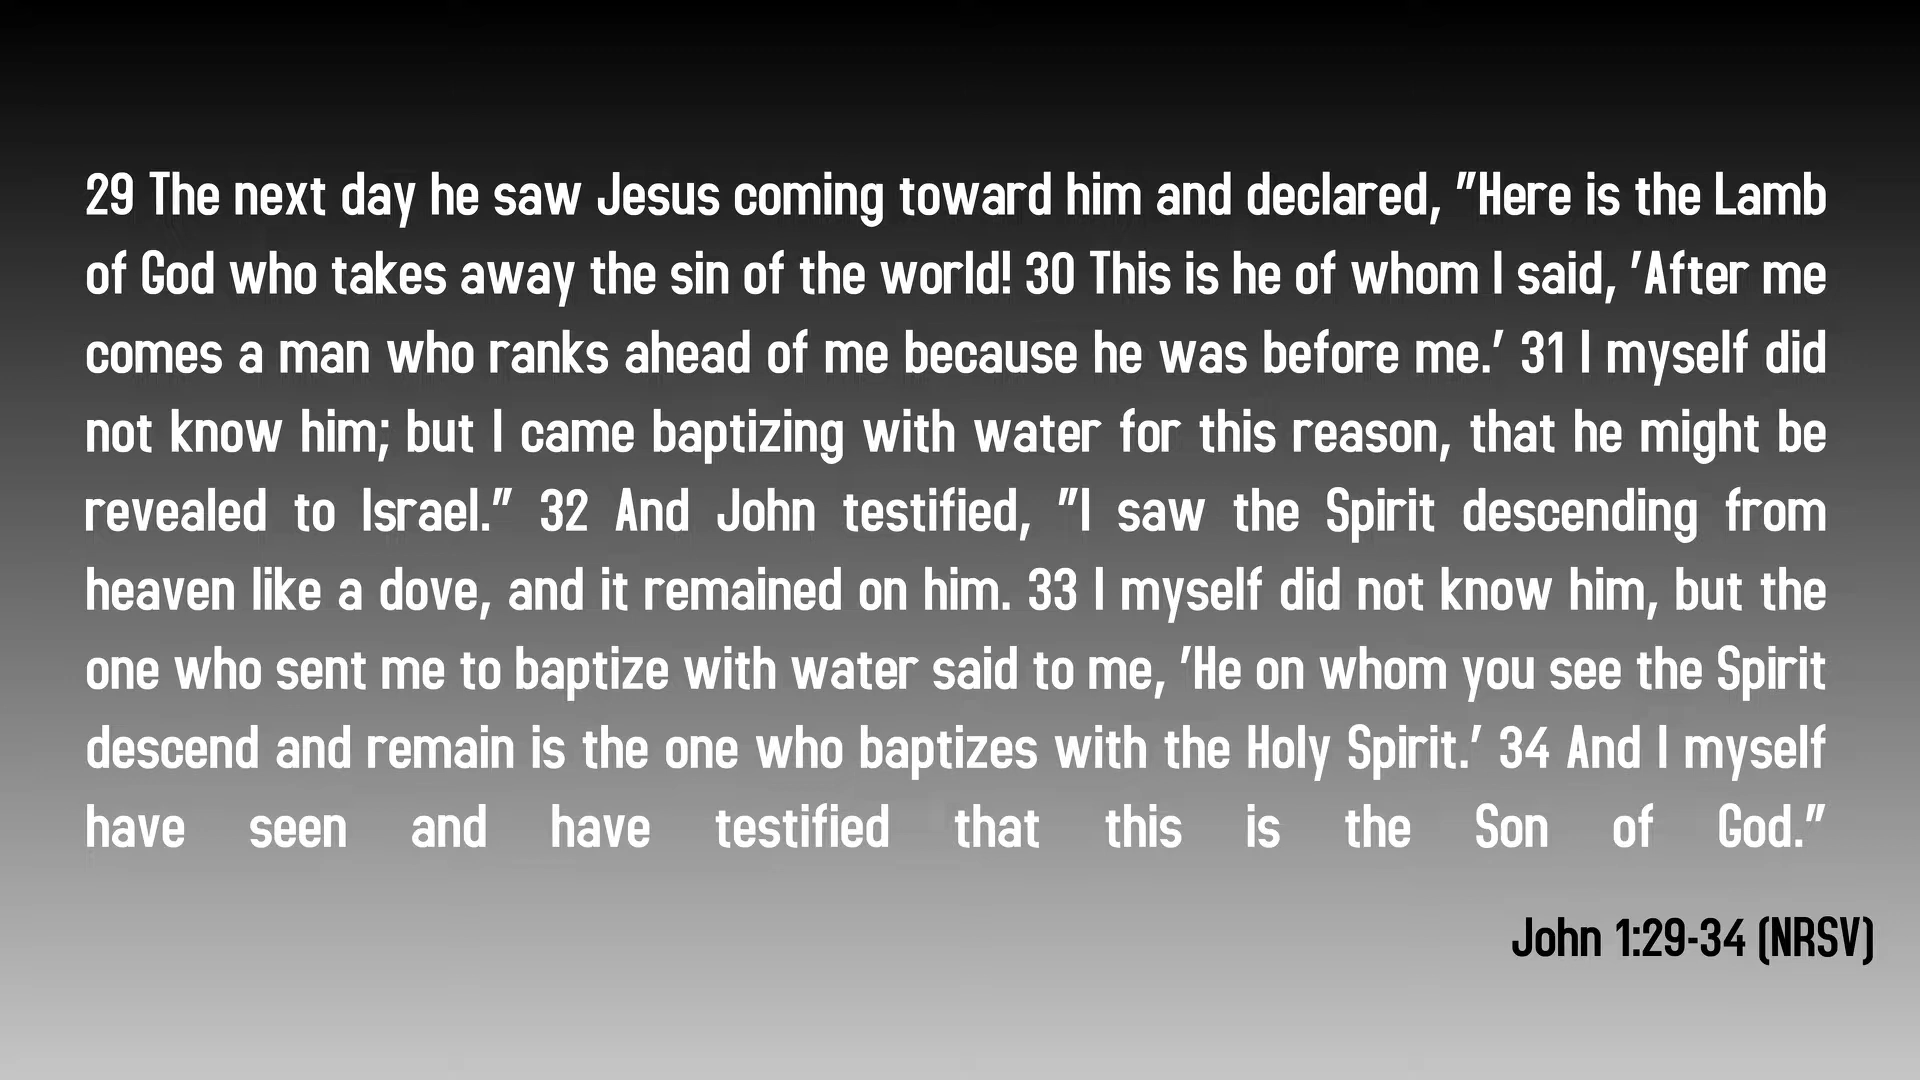 29 The next day he saw Jesus coming toward him and declared, "Here is the Lamb
of God who takes away the sin of the world! 30 This is he of whom I said, 'After me
comes a man who ranks ahead of me because he was before me.' 31 I myself did
not know him; but I came baptizing with water for this reason, that he might be
revealed to Israel." 32 And John testified, "I saw the Spirit descending from
heaven like a dove, and it remained on him. 33 I myself did not know him, but the
one who sent me to baptize with water said to me, 'He on whom you see the Spirit
descend and remain is the one who baptizes with the Holy Spirit.' 34 And I myself
have seen and have testified that this is the Son of God."
John 1:29-34 (NRSV)